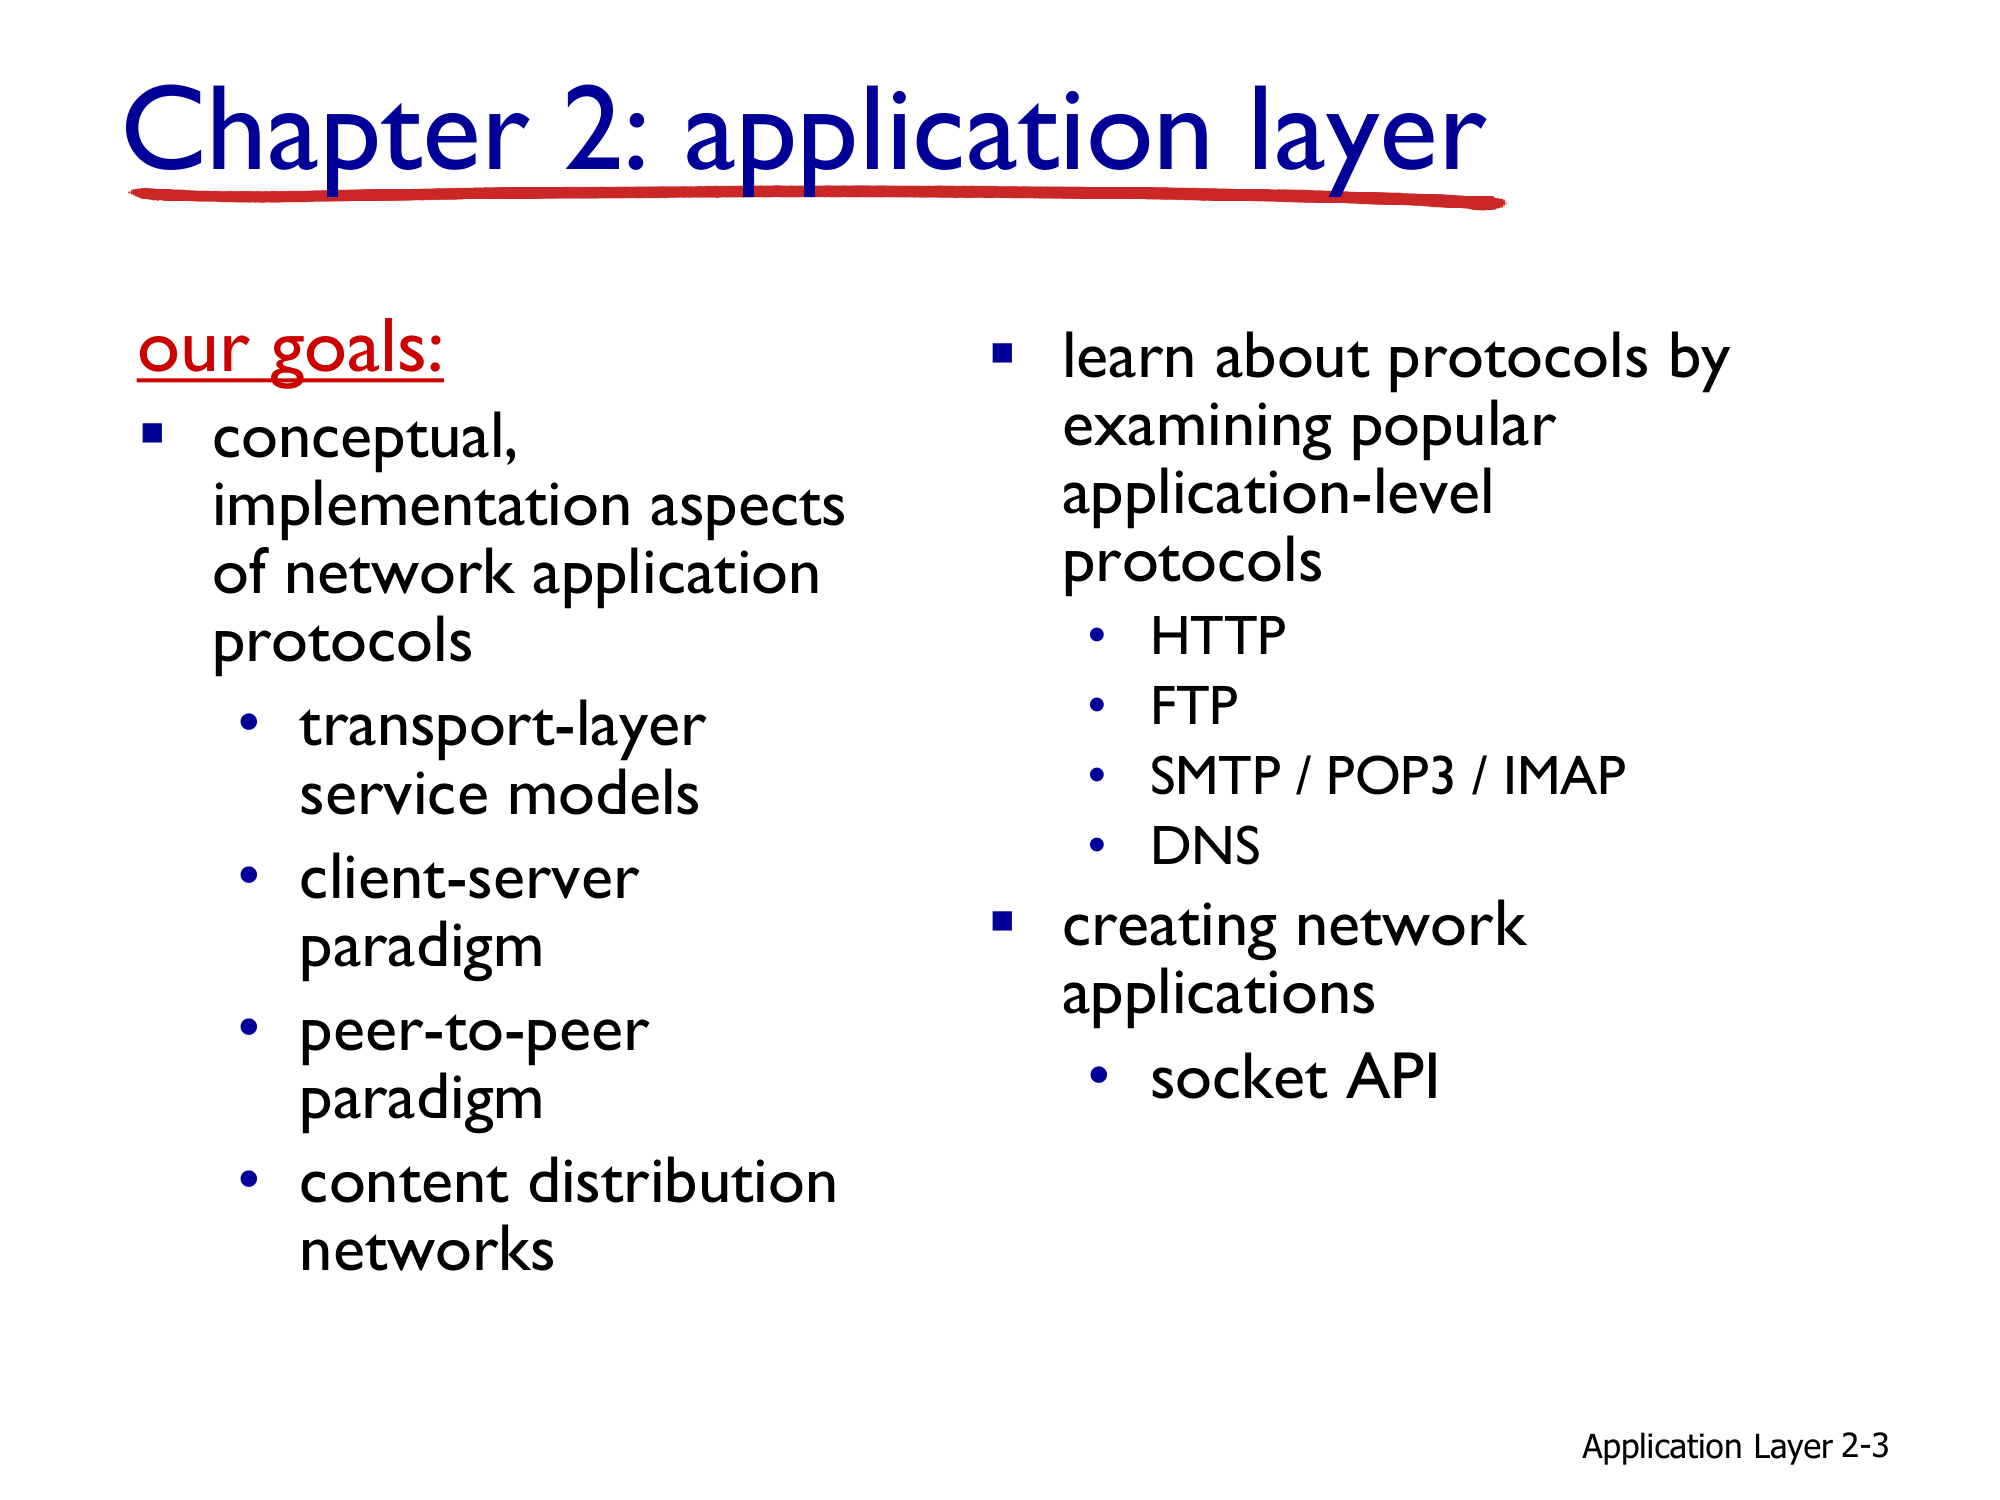 Chapter 2: application layer
our goals:
▪ conceptual,
implementation aspects
of network application
protocols
• transport-layer
service models
• client-server
paradigm
• peer-to-peer
paradigm
• content distribution
networks
▪ learn about protocols by
examining popular
application-level
protocols
• HTTP
• FTP
• SMTP / POP3 / IMAP
• DNS
▪ creating network
applications
• socket API
Application Layer 2-3